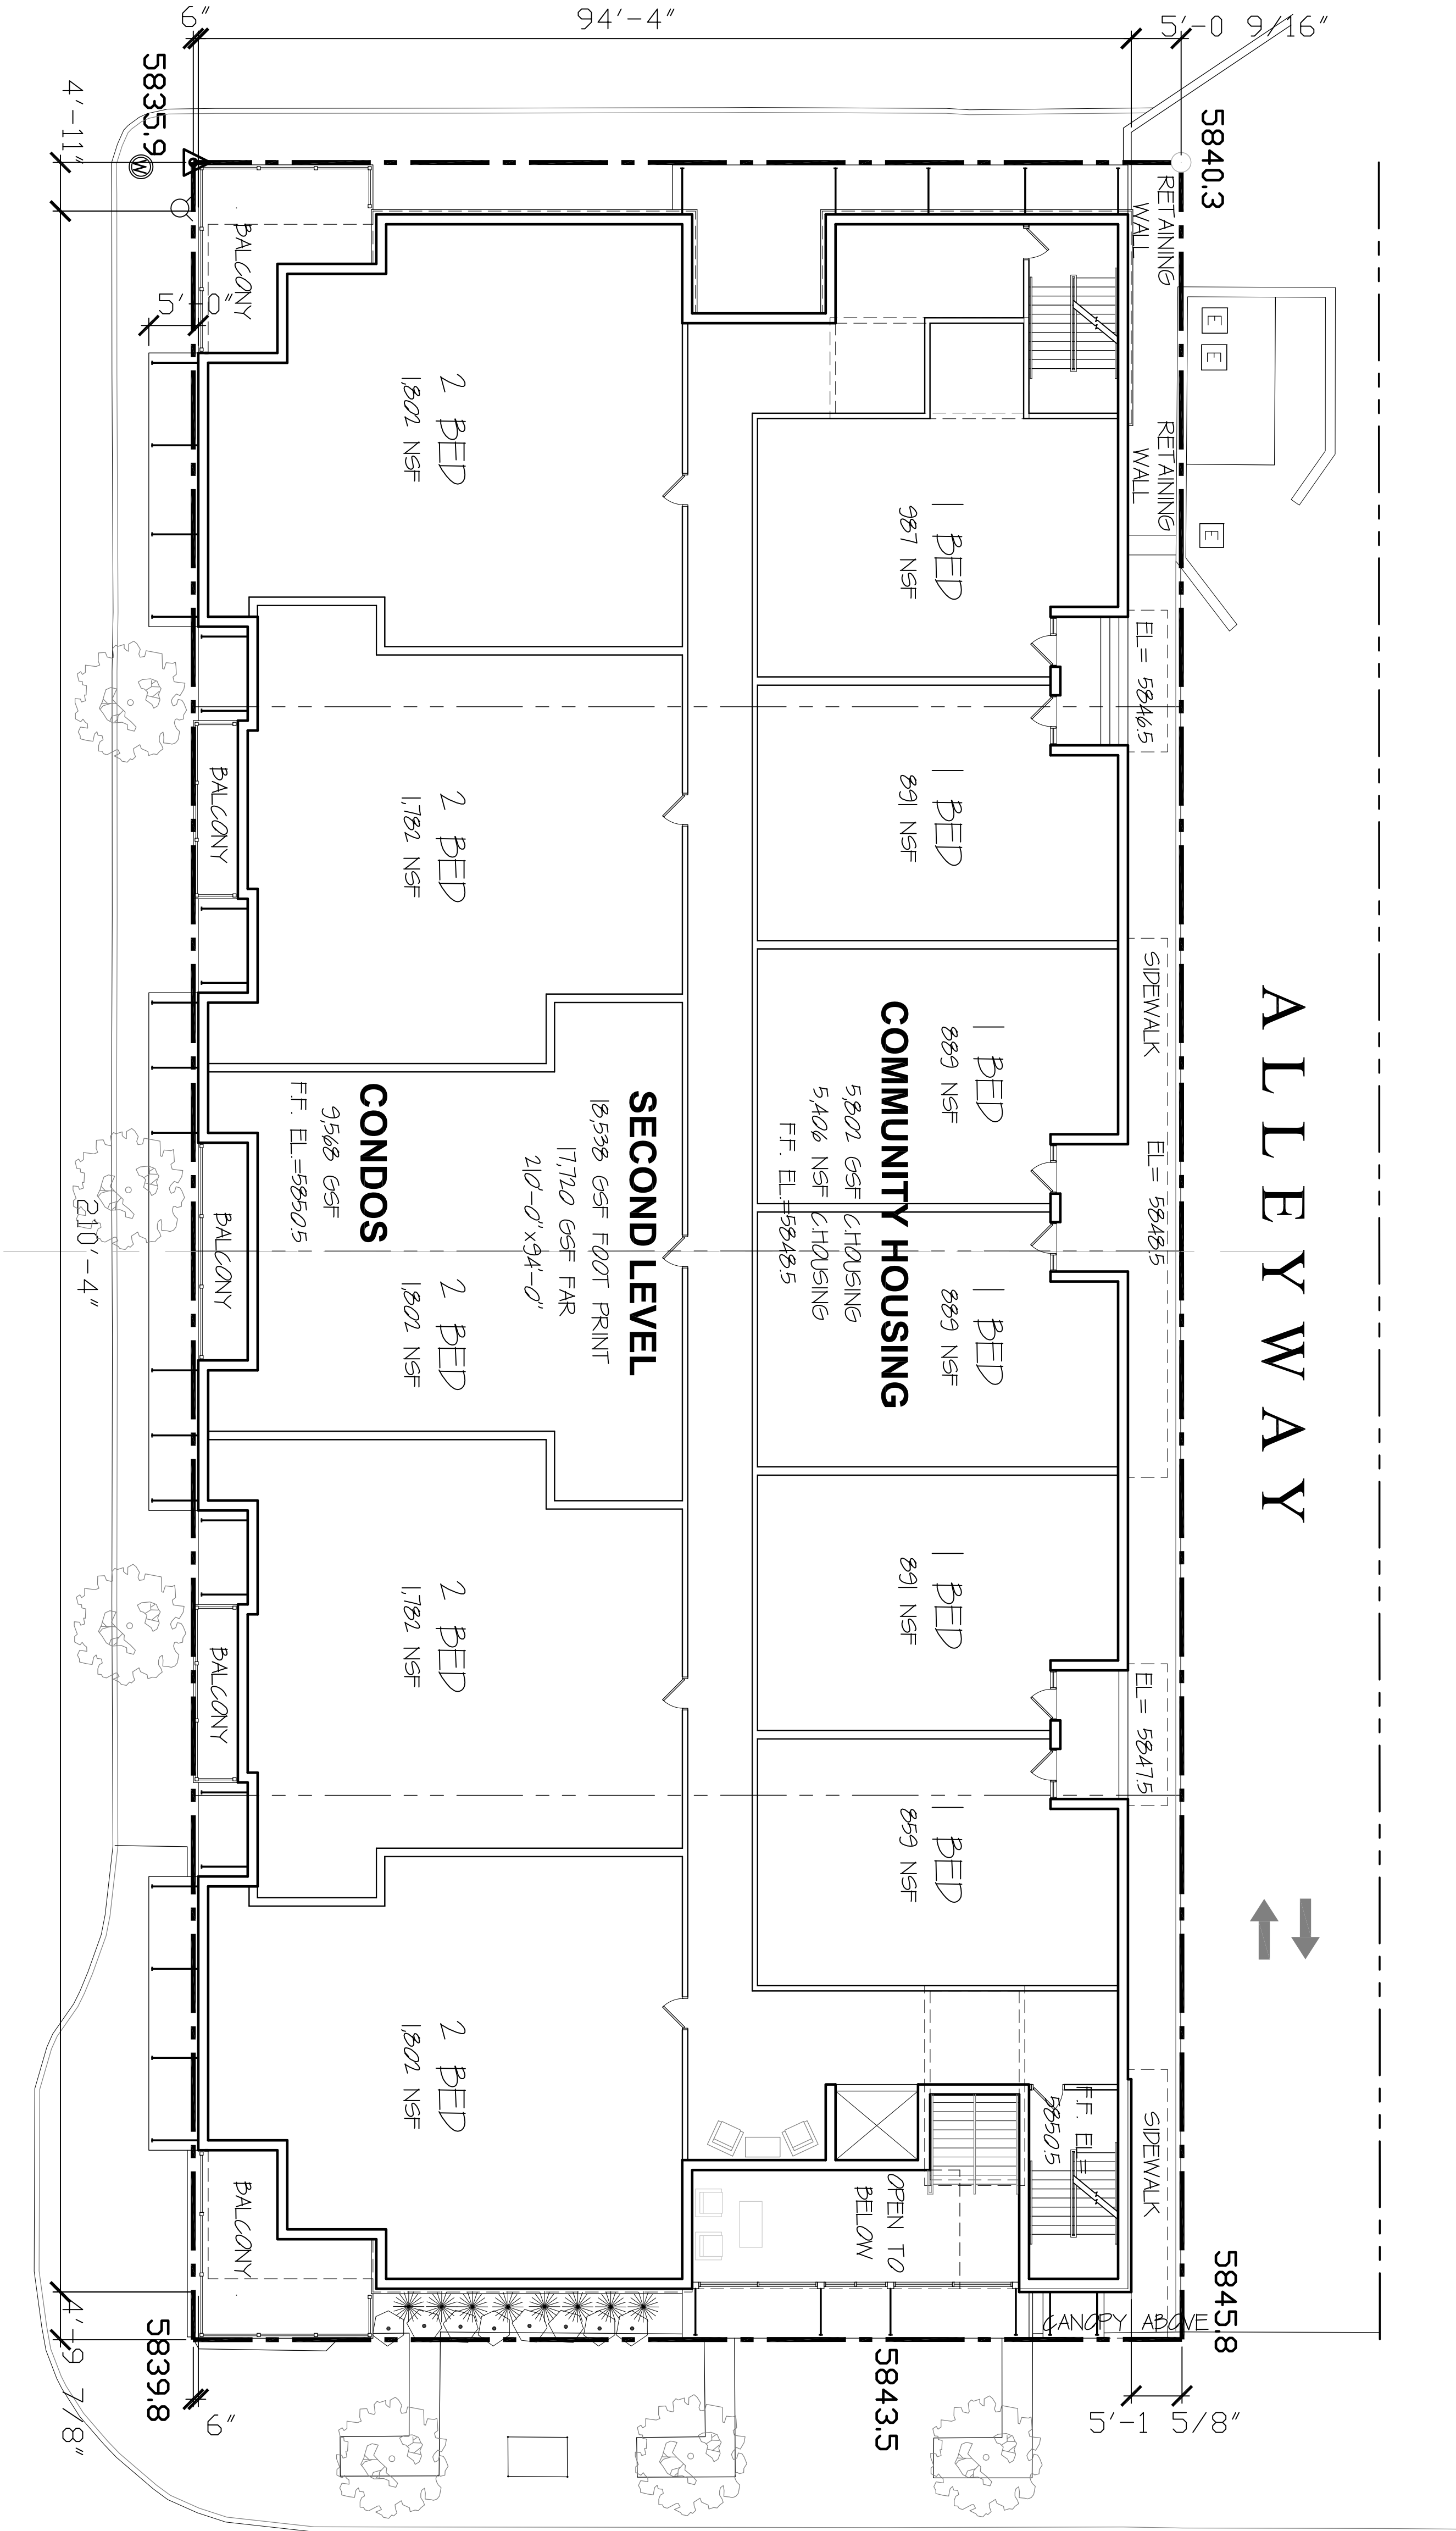 6"
94'-4"
5'-0 9/16"
4'-11"
5835.9
W
5840.3
RETAINING
WALL
BALCONY
5'-0"
E
E
E
RETAINING
WALL
2 BED
1,802 NSF
1 BED
987 NSF
EL= 5846.5
BALCONY
2 BED
1,782 NSF
1 BED
891 NSF
SIDEWALK
ALLEYWAY
1 BED
889 NSF
COMMUNITY HOUSING
5,802 GSF C.HOUSING
5,406 NSF C.HOUSING
F.F. EL.=5848.5
EL= 5848.5
SECOND LEVEL
18,538 GSF FOOT PRINT
17,720 GSF FAR
210'-0"x94'-0"
CONDOS
9,568 GSF
F.F. EL.=5850.5
210'-4"
BALCONY
2 BED
1,802 NSF
1 BED
889 NSF
BALCONY
2 BED
1,782 NSF
1 BED
891 NSF
EL= 5847.5
1 BED
859 NSF
2 BED
1,802 NSF
F.F. EL=
5850.5
SIDEWALK
BALCONY
OPEN TO
BELOW
CANOPY ABOVE
5845.8
4'-9 7/8"
5839.8
6"
5843.5
5'-1 5/8"